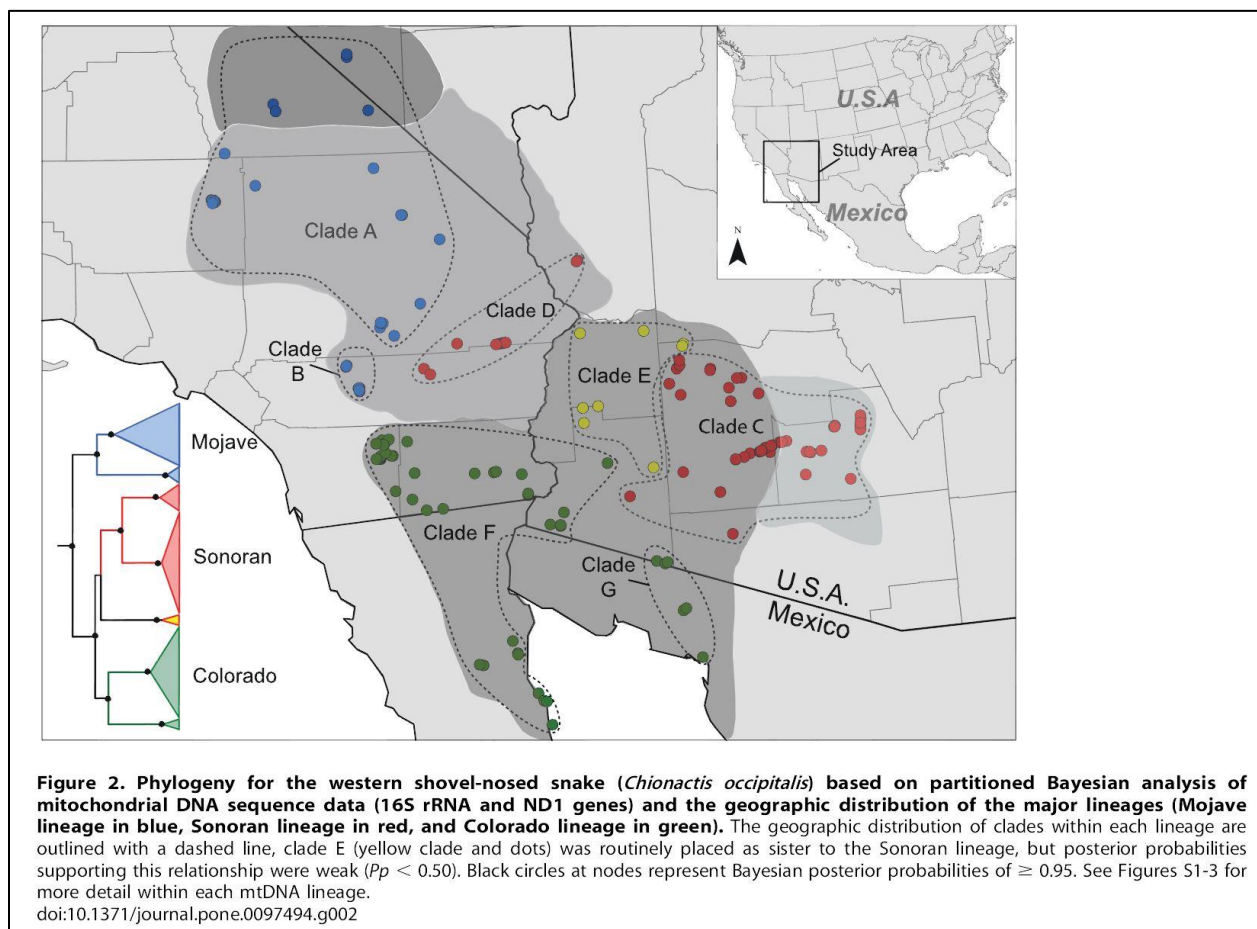 U.S.A
Study Area
Mexico
N
Clade A
Clade D
Clade
B
Clade E
Clade C
Mojave
Sonoran
Colorado
Clade F
Clade
G
U.S.A.
Mexico
Figure 2. Phylogeny for the western shovel-nosed snake (Chionactis occipitalis) based on partitioned Bayesian analysis of
mitochondrial DNA sequence data (16S rRNA and ND1 genes) and the geographic distribution of the major lineages (Mojave
lineage in blue, Sonoran lineage in red, and Colorado lineage in green). The geographic distribution of clades within each lineage are
outlined with a dashed line, clade E (yellow clade and dots) was routinely placed as sister to the Sonoran lineage, but posterior probabilities
supporting this relationship were weak (Pp < 0.50). Black circles at nodes represent Bayesian posterior probabilities of ≥ 0.95. See Figures S1-3 for
more detail within each mtDNA lineage.
doi:10.1371/journal.pone.0097494.g002